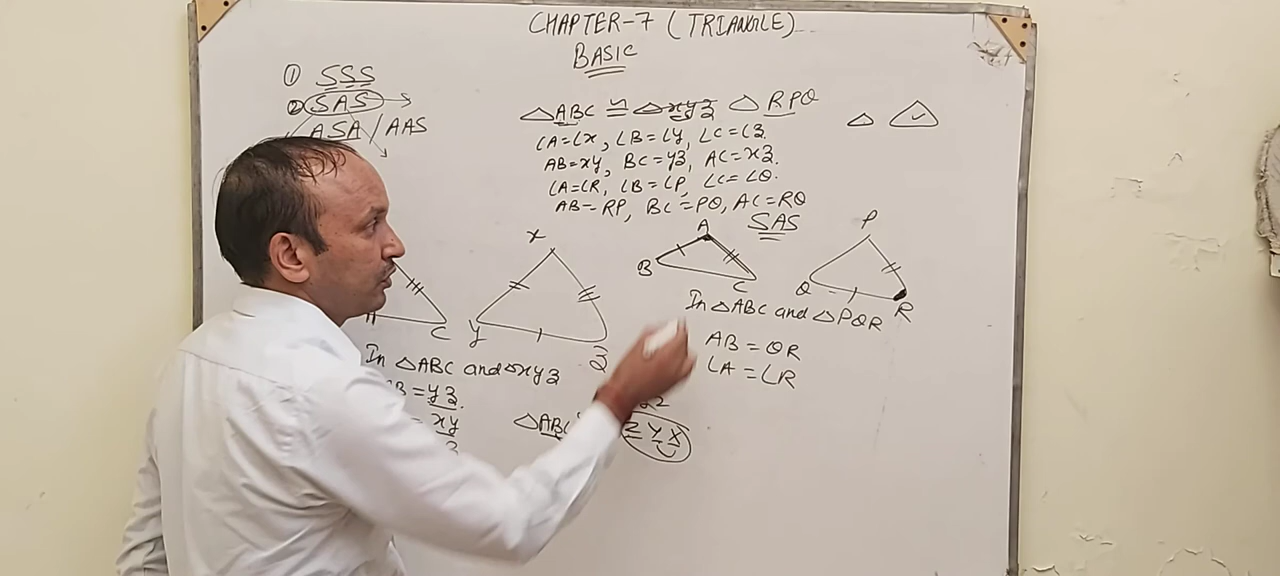 CHAPTER-7 (TRIANGLE)
BASIC
① SSS
② SAS
ASA / AAS
△ABC ≅ △xyz △RPQ
∠A=∠x, ∠B=∠y, ∠C=∠z.
AB=xy, BC=yz, AC=xz.
∠A=∠R, ∠B=∠P, ∠C=∠Q.
AB=RP, BC=PQ, AC=RQ
SAS
C
x
y
z
A
B
C
P
Q
R
In △ABC and △xyz
B=yz.
= xy
△ABC
ZYX
In △ABC and △PQR
AB = QR
∠A = ∠R